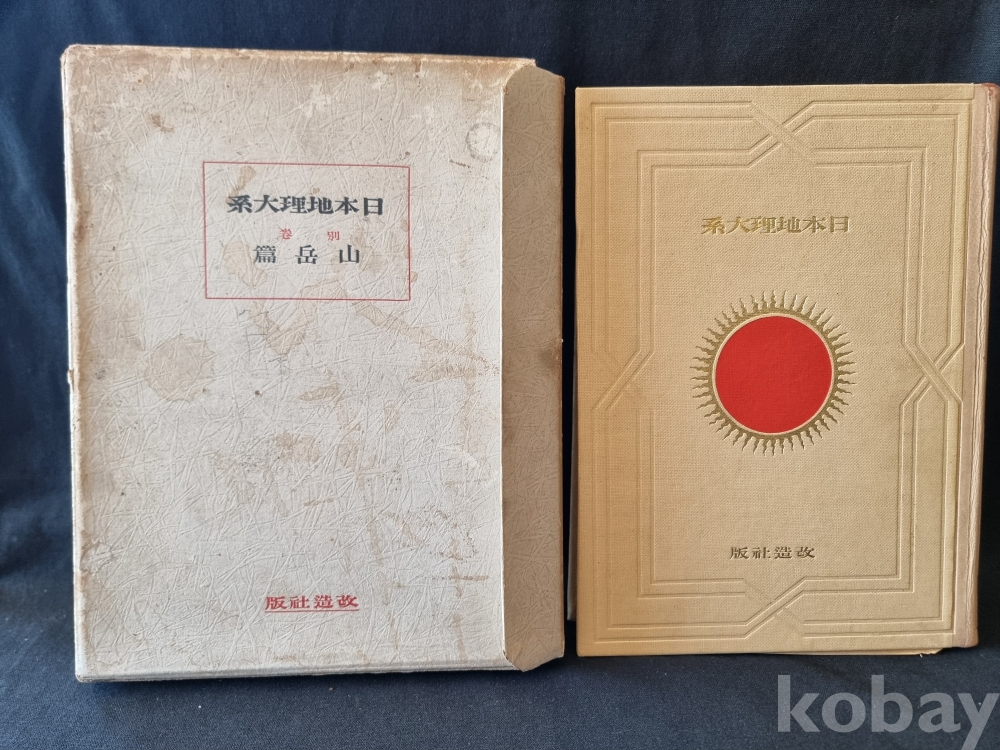 日本地理大系
別卷
山岳篇
改造社版
日本地理大系
改造社版
kobay